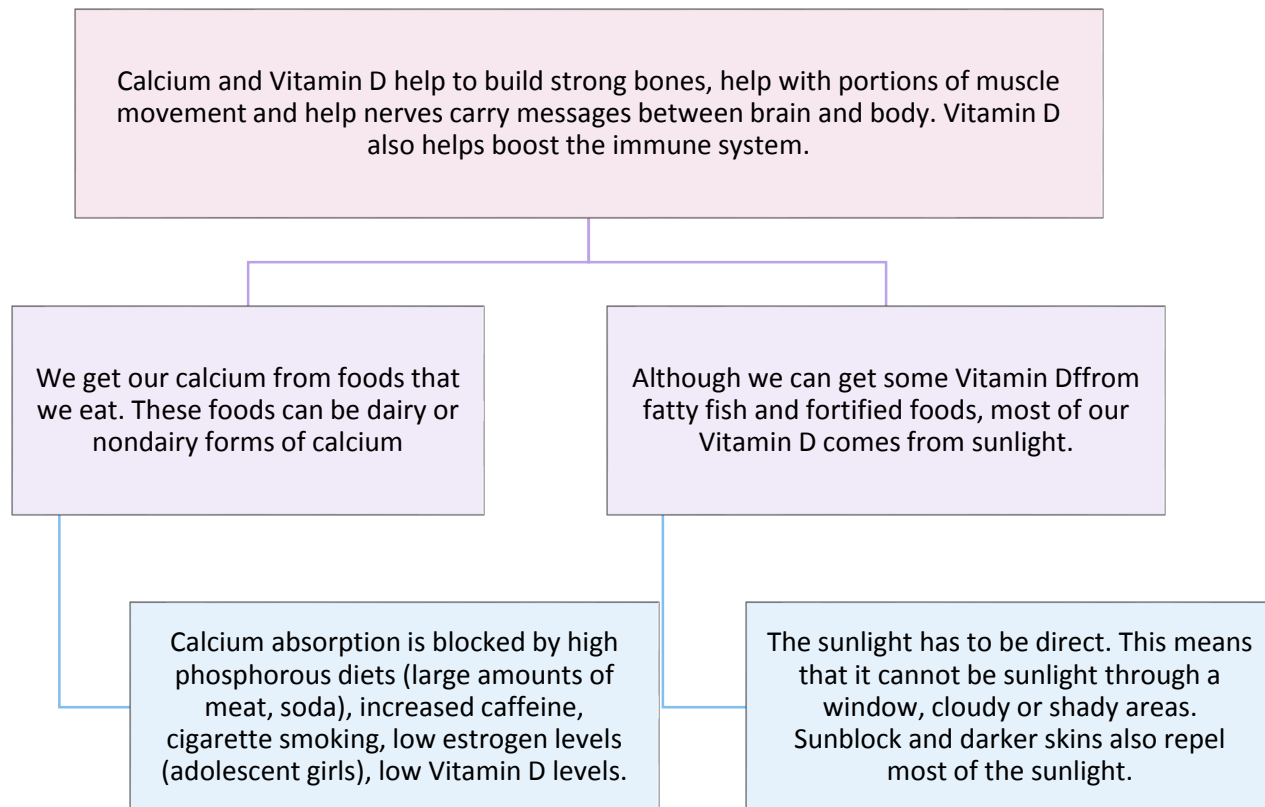 Calcium and Vitamin D help to build strong bones, help with portions of muscle
movement and help nerves carry messages between brain and body. Vitamin D
also helps boost the immune system.
We get our calcium from foods that
we eat. These foods can be dairy or
nondairy forms of calcium
Although we can get some Vitamin Dffrom
fatty fish and fortified foods, most of our
Vitamin D comes from sunlight.
Calcium absorption is blocked by high
phosphorous diets (large amounts of
meat, soda), increased caffeine,
cigarette smoking, low estrogen levels
(adolescent girls), low Vitamin D levels.
The sunlight has to be direct. This means
that it cannot be sunlight through a
window, cloudy or shady areas.
Sunblock and darker skins also repel
most of the sunlight.